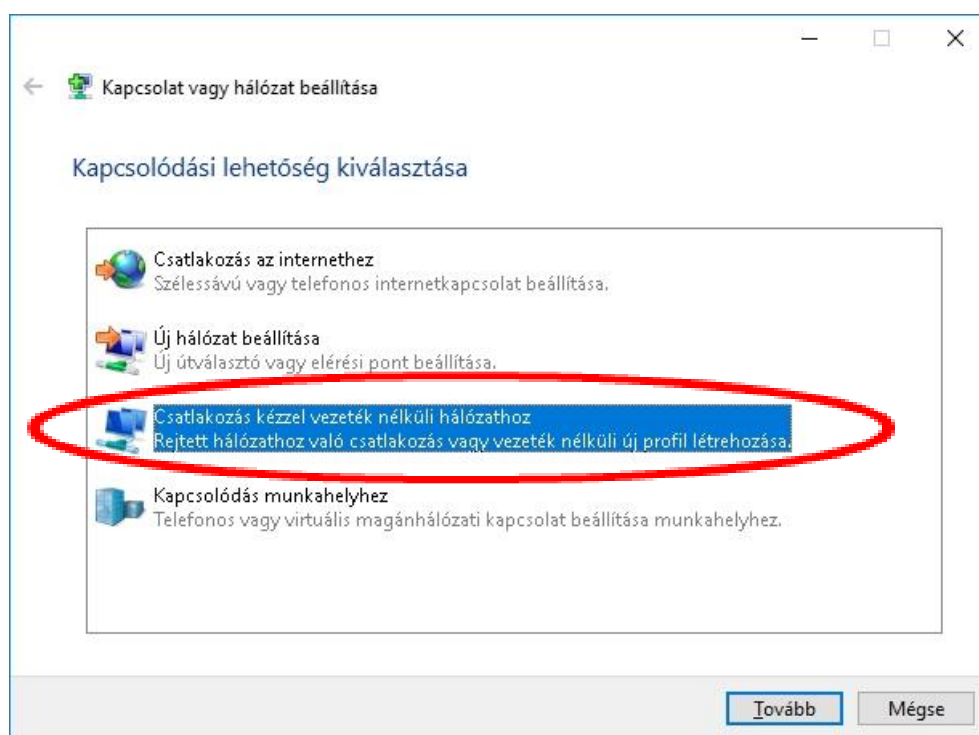 Kapcsolat vagy hálózat beállítása
Kapcsolódási lehetőség kiválasztása
Csatlakozás az internethez
Szélessávú vagy telefonos internetkapcsolat beállítása.
Új hálózat beállítása
Új útválasztó vagy elérési pont beállítása.
Csatlakozás kézzel vezeték nélküli hálózathoz
Rejtett hálózathoz való csatlakozás vagy vezeték nélküli új profil létrehozása.
Kapcsolódás munkahelyhez
Telefonos vagy virtuális magánhálózati kapcsolat beállítása munkahelyhez.
Tovább
Mégse